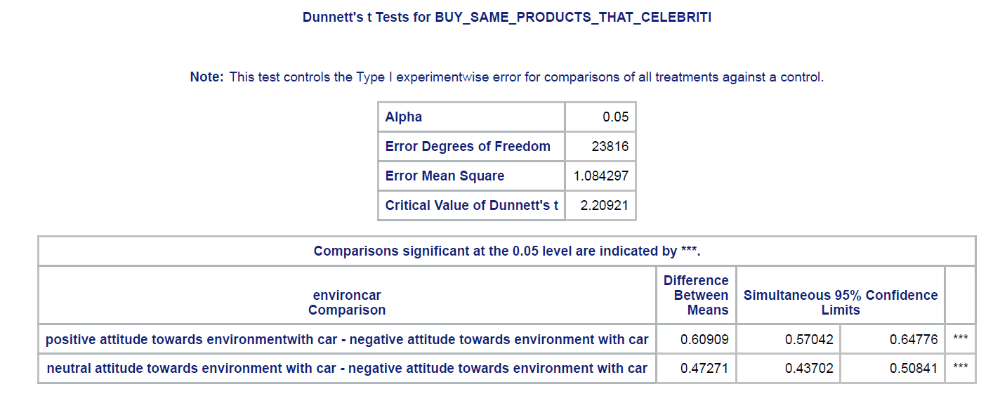 Dunnett's t Tests for BUY_SAME_PRODUCTS_THAT_CELEBRITI
Note: This test controls the Type I experimentwise error for comparisons of all treatments against a control.
Alpha 0.05
Error Degrees of Freedom 23816
Error Mean Square 1.084297
Critical Value of Dunnett's t 2.20921
Comparisons significant at the 0.05 level are indicated by ***.
environcar
Comparison
Difference
Between
Means
Simultaneous 95% Confidence
Limits
positive attitude towards environmentwith car - negative attitude towards environment with car 0.60909 0.57042 0.64776 ***
neutral attitude towards environment with car - negative attitude towards environment with car 0.47271 0.43702 0.50841 ***